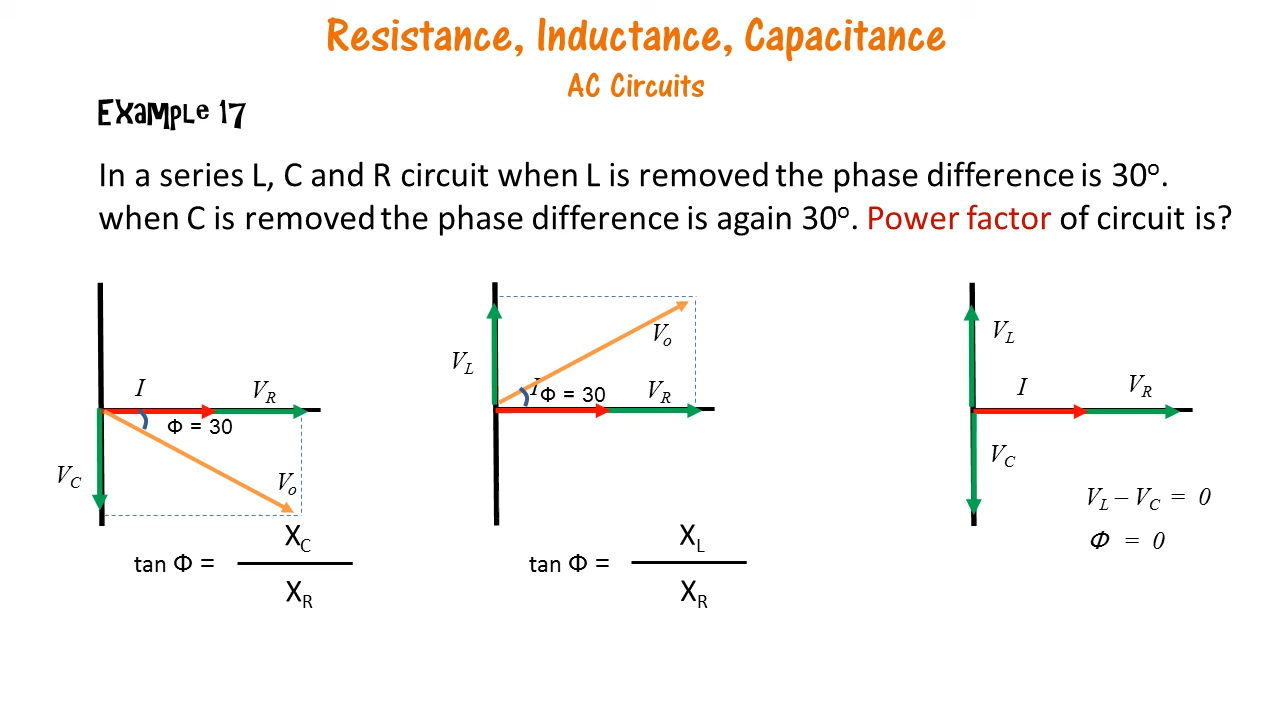 Resistance, Inductance, Capacitance
AC Circuits
Example 17
In a series L, C and R circuit when L is removed the phase difference is 30°.
when C is removed the phase difference is again 30°. Power factor of circuit is?
I
V_R
Φ = 30
V_C
V_o
tan Φ =
X_C
X_R
V_o
V_L
I
Φ = 30
V_R
tan Φ =
X_L
X_R
V_L
I
V_R
V_C
V_L – V_C = 0
Φ = 0